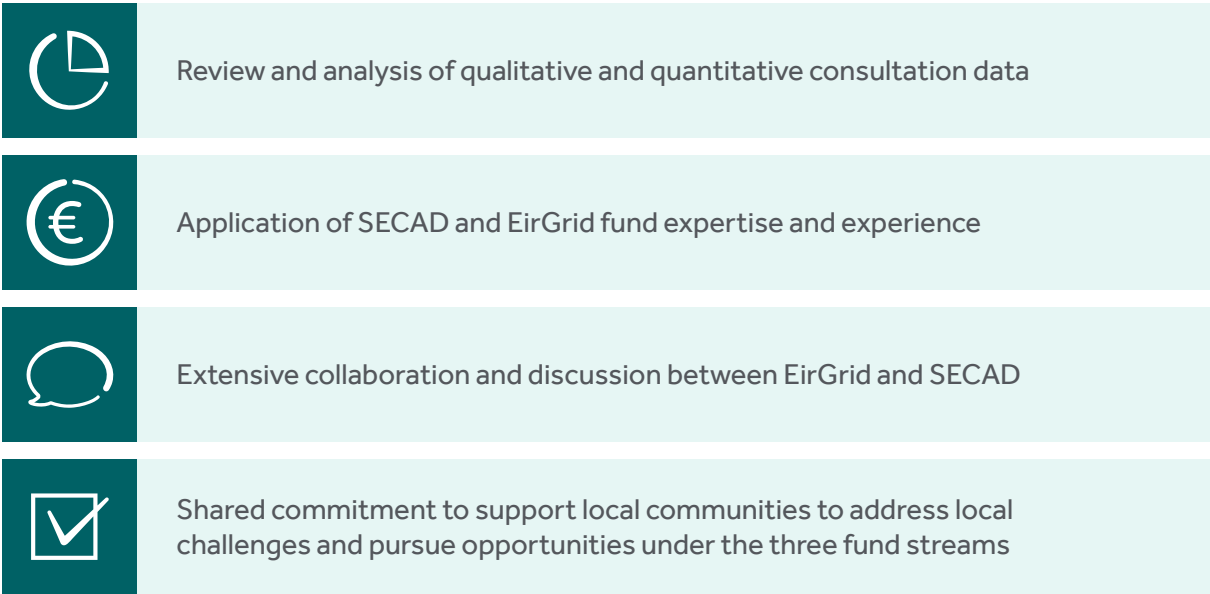 Review and analysis of qualitative and quantitative consultation data
€
Application of SECAD and EirGrid fund expertise and experience
Extensive collaboration and discussion between EirGrid and SECAD
Shared commitment to support local communities to address local
challenges and pursue opportunities under the three fund streams